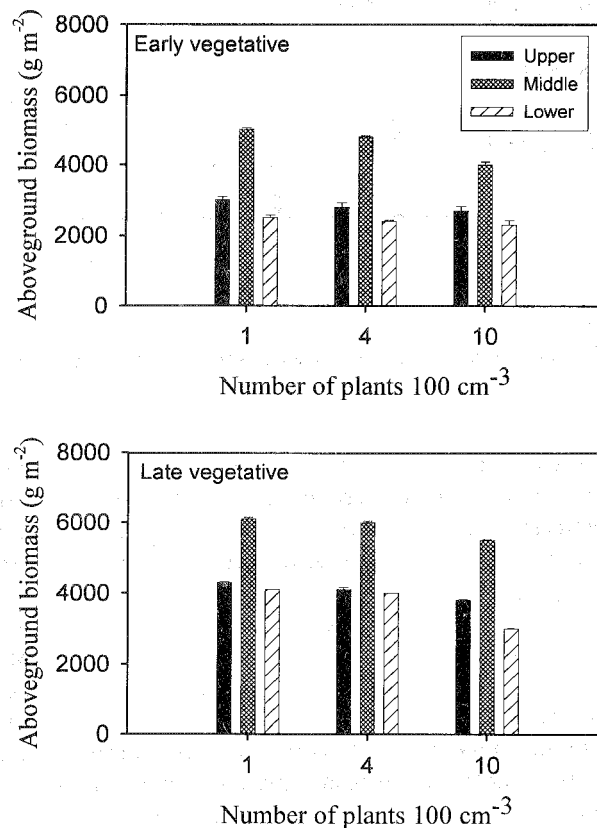 Early vegetative
Upper
Middle
Lower
Aboveground biomass (g m⁻²)
8000
6000
4000
2000
0
1 4 10
Number of plants 100 cm⁻³
Late vegetative
Aboveground biomass (g m⁻²)
8000
6000
4000
2000
0
1 4 10
Number of plants 100 cm⁻³